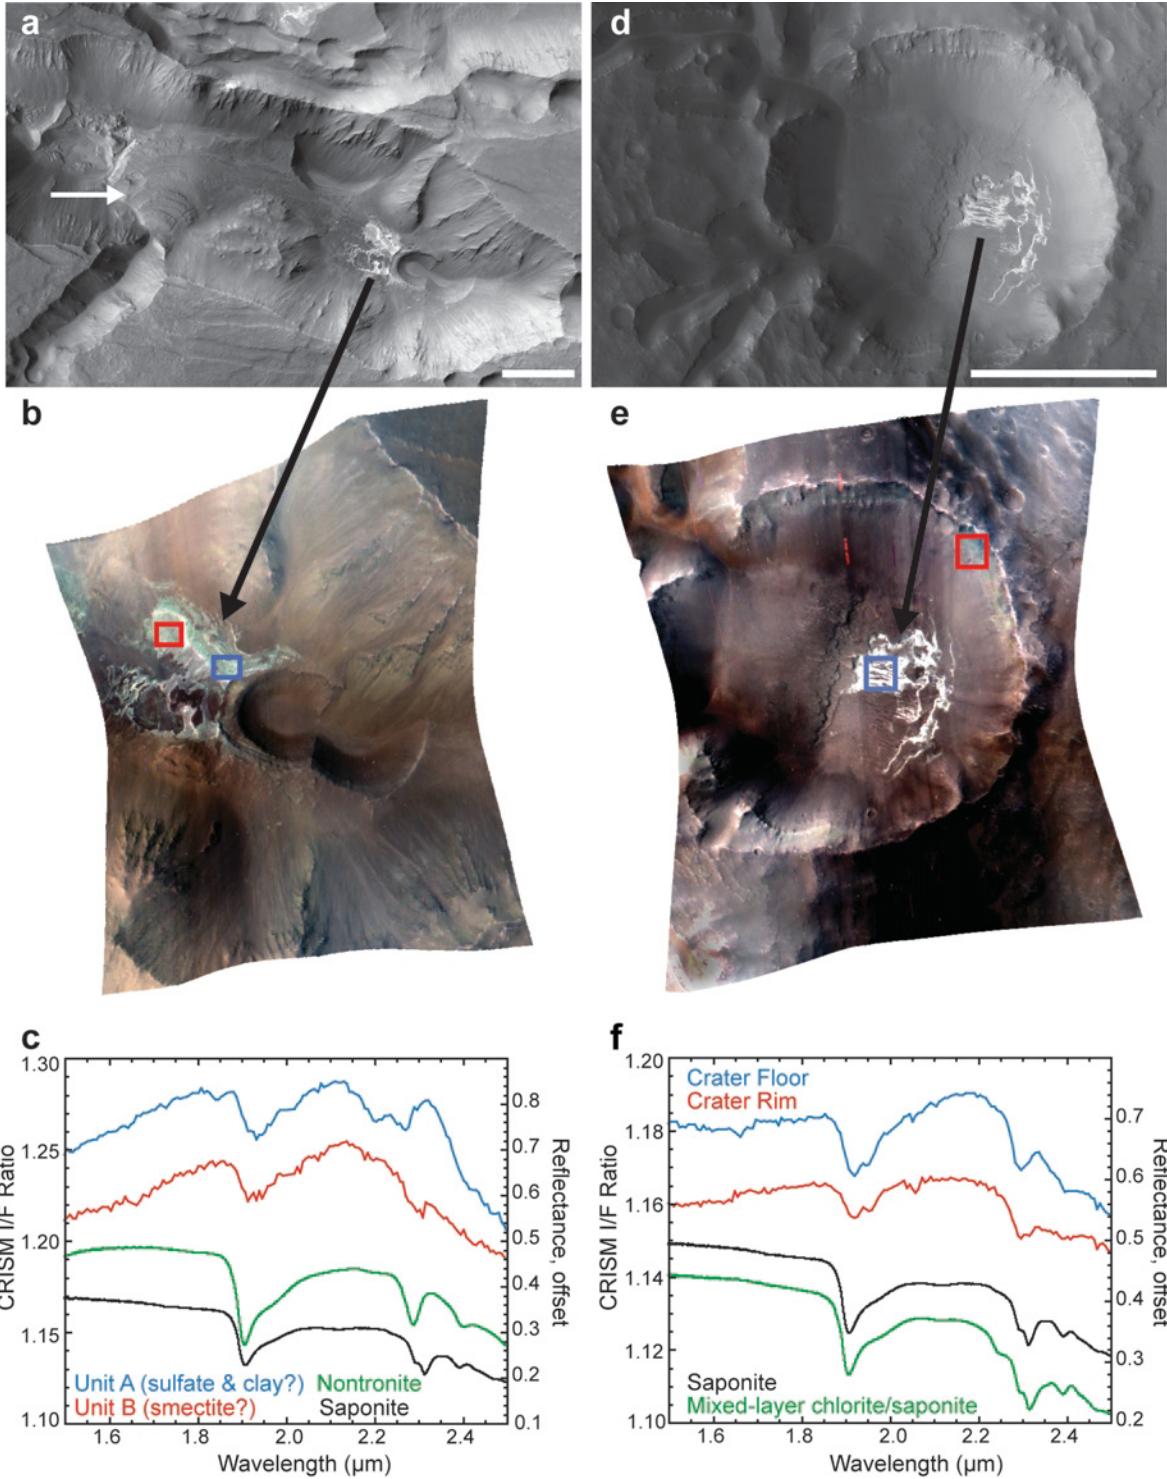 a
d
b
e
c
1.30
1.25
1.20
1.15
1.10
CRISM I/F Ratio
0.8
0.7
0.6
0.5
0.4
0.3
0.2
0.1
Reflectance, offset
Unit A (sulfate & clay?) Nontronite
Unit B (smectite?) Saponite
1.6 1.8 2.0 2.2 2.4
Wavelength (µm)
f
1.20
1.18
1.16
1.14
1.12
1.10
CRISM I/F Ratio
Crater Floor
Crater Rim
0.7
0.6
0.5
0.4
0.3
0.2
Reflectance, offset
Saponite
Mixed-layer chlorite/saponite
1.6 1.8 2.0 2.2 2.4
Wavelength (µm)